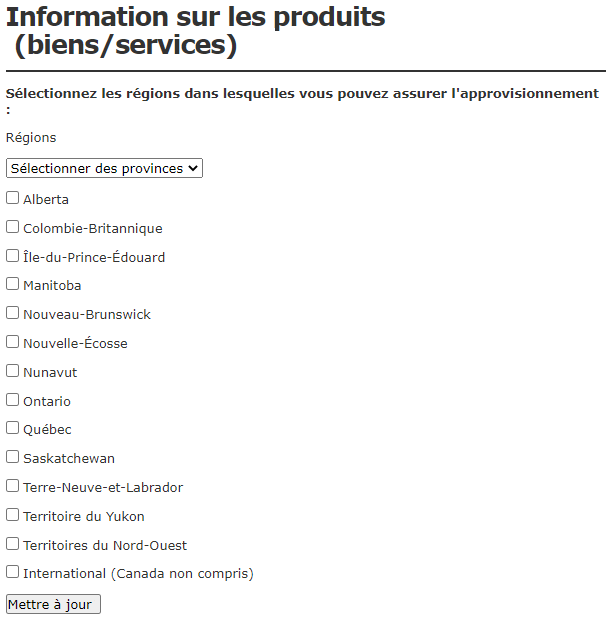 Information sur les produits
(biens/services)
Sélectionnez les régions dans lesquelles vous pouvez assurer l'approvisionnement
:
Régions
Sélectionner des provinces
Alberta
Colombie-Britannique
Île-du-Prince-Édouard
Manitoba
Nouveau-Brunswick
Nouvelle-Écosse
Nunavut
Ontario
Québec
Saskatchewan
Terre-Neuve-et-Labrador
Territoire du Yukon
Territoires du Nord-Ouest
International (Canada non compris)
Mettre à jour